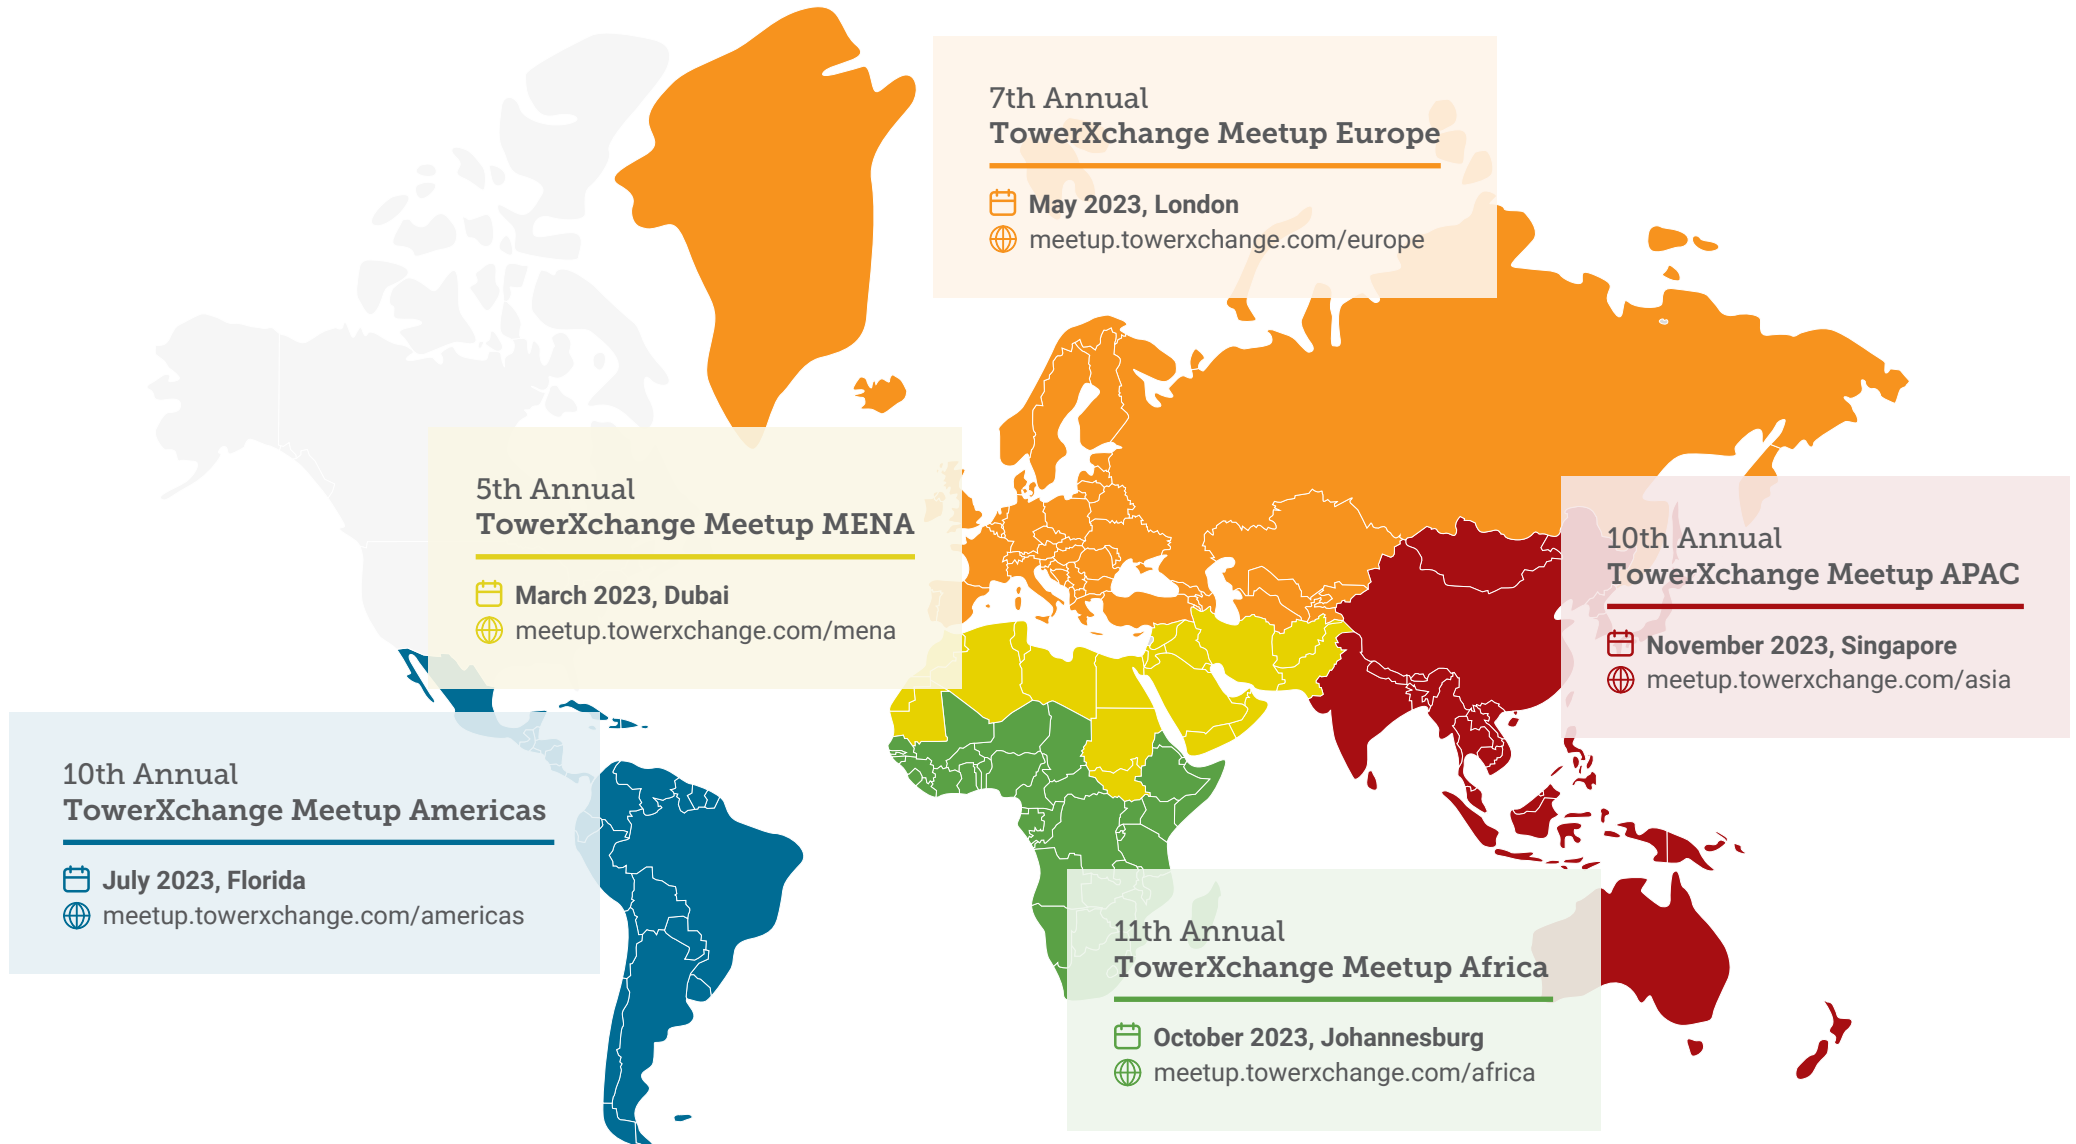 7th Annual
TowerXchange Meetup Europe
May 2023, London
meetup.towerxchange.com/europe
5th Annual
TowerXchange Meetup MENA
March 2023, Dubai
meetup.towerxchange.com/mena
10th Annual
TowerXchange Meetup APAC
November 2023, Singapore
meetup.towerxchange.com/asia
10th Annual
TowerXchange Meetup Americas
July 2023, Florida
meetup.towerxchange.com/americas
11th Annual
TowerXchange Meetup Africa
October 2023, Johannesburg
meetup.towerxchange.com/africa